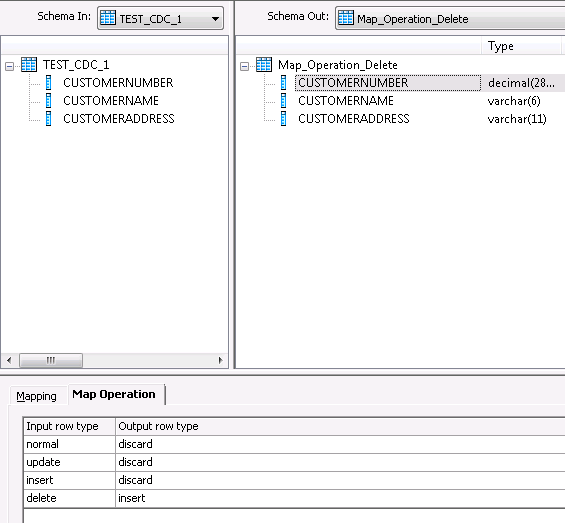 Schema In: TEST_CDC_1
Schema Out: Map_Operation_Delete
Type
TEST_CDC_1
CUSTOMERNUMBER
CUSTOMERNAME
CUSTOMERADDRESS
Map_Operation_Delete
CUSTOMERNUMBER decimal(28...
CUSTOMERNAME varchar(6)
CUSTOMERADDRESS varchar(11)
Mapping Map Operation
Input row type Output row type
normal discard
update discard
insert discard
delete insert